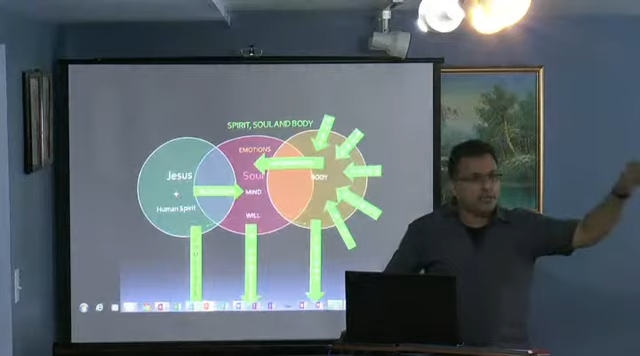 SPIRIT, SOUL AND BODY
EMOTIONS
Jesus
+
Human Spirit
Soul
MIND
WILL
BODY